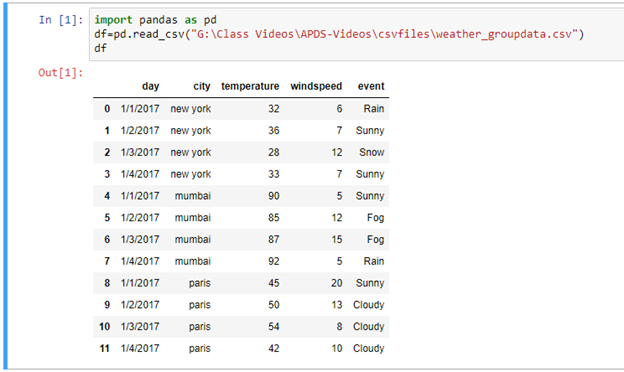 In [1]: import pandas as pd
df=pd.read_csv("G:\Class Videos\APDS-Videos\csvfiles\weather_groupdata.csv")
df
Out[1]:
day city temperature windspeed event
0 1/1/2017 new york 32 6 Rain
1 1/2/2017 new york 36 7 Sunny
2 1/3/2017 new york 28 12 Snow
3 1/4/2017 new york 33 7 Sunny
4 1/1/2017 mumbai 90 5 Sunny
5 1/2/2017 mumbai 85 12 Fog
6 1/3/2017 mumbai 87 15 Fog
7 1/4/2017 mumbai 92 5 Rain
8 1/1/2017 paris 45 20 Sunny
9 1/2/2017 paris 50 13 Cloudy
10 1/3/2017 paris 54 8 Cloudy
11 1/4/2017 paris 42 10 Cloudy